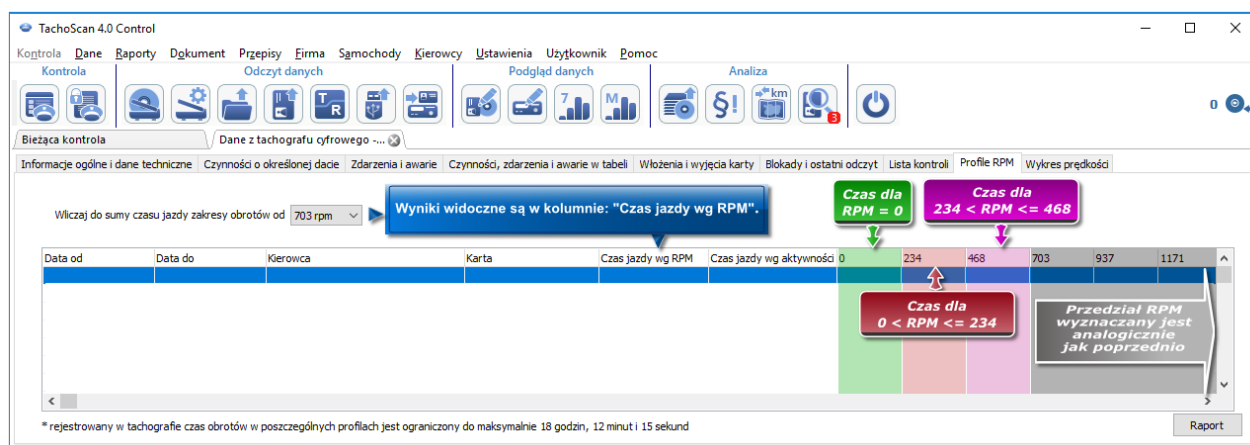 TachoScan 4.0 Control
Kontrola Dane Raporty Dokument Przepisy Firma Samochody Kierowcy Ustawienia Użytkownik Pomoc
Kontrola Odczyt danych Podgląd danych Analiza
T R 7 M §! km 3 0
Bieżąca kontrola Dane z tachografu cyfrowego -...
Informacje ogólne i dane techniczne Czynności o określonej dacie Zdarzenia i awarie Czynności, zdarzenia i awarie w tabeli Włożenia i wyjęcia karty Blokady i ostatni odczyt Lista kontroli Profile RPM Wykres prędkości
Wliczaj do sumy czasu jazdy zakresy obrotów od 703 rpm
Wyniki widoczne są w kolumnie: "Czas jazdy wg RPM".
Czas dla
RPM = 0
Czas dla
234 < RPM <= 468
Data od Data do Kierowca Karta Czas jazdy wg RPM Czas jazdy wg aktywności 0 234 468 703 937 1171
Czas dla
0 < RPM <= 234
Przedział RPM
wyznaczany jest
analogicznie
jak poprzednio
* rejestrowany w tachografie czas obrotów w poszczególnych profilach jest ograniczony do maksymalnie 18 godzin, 12 minut i 15 sekund
Raport